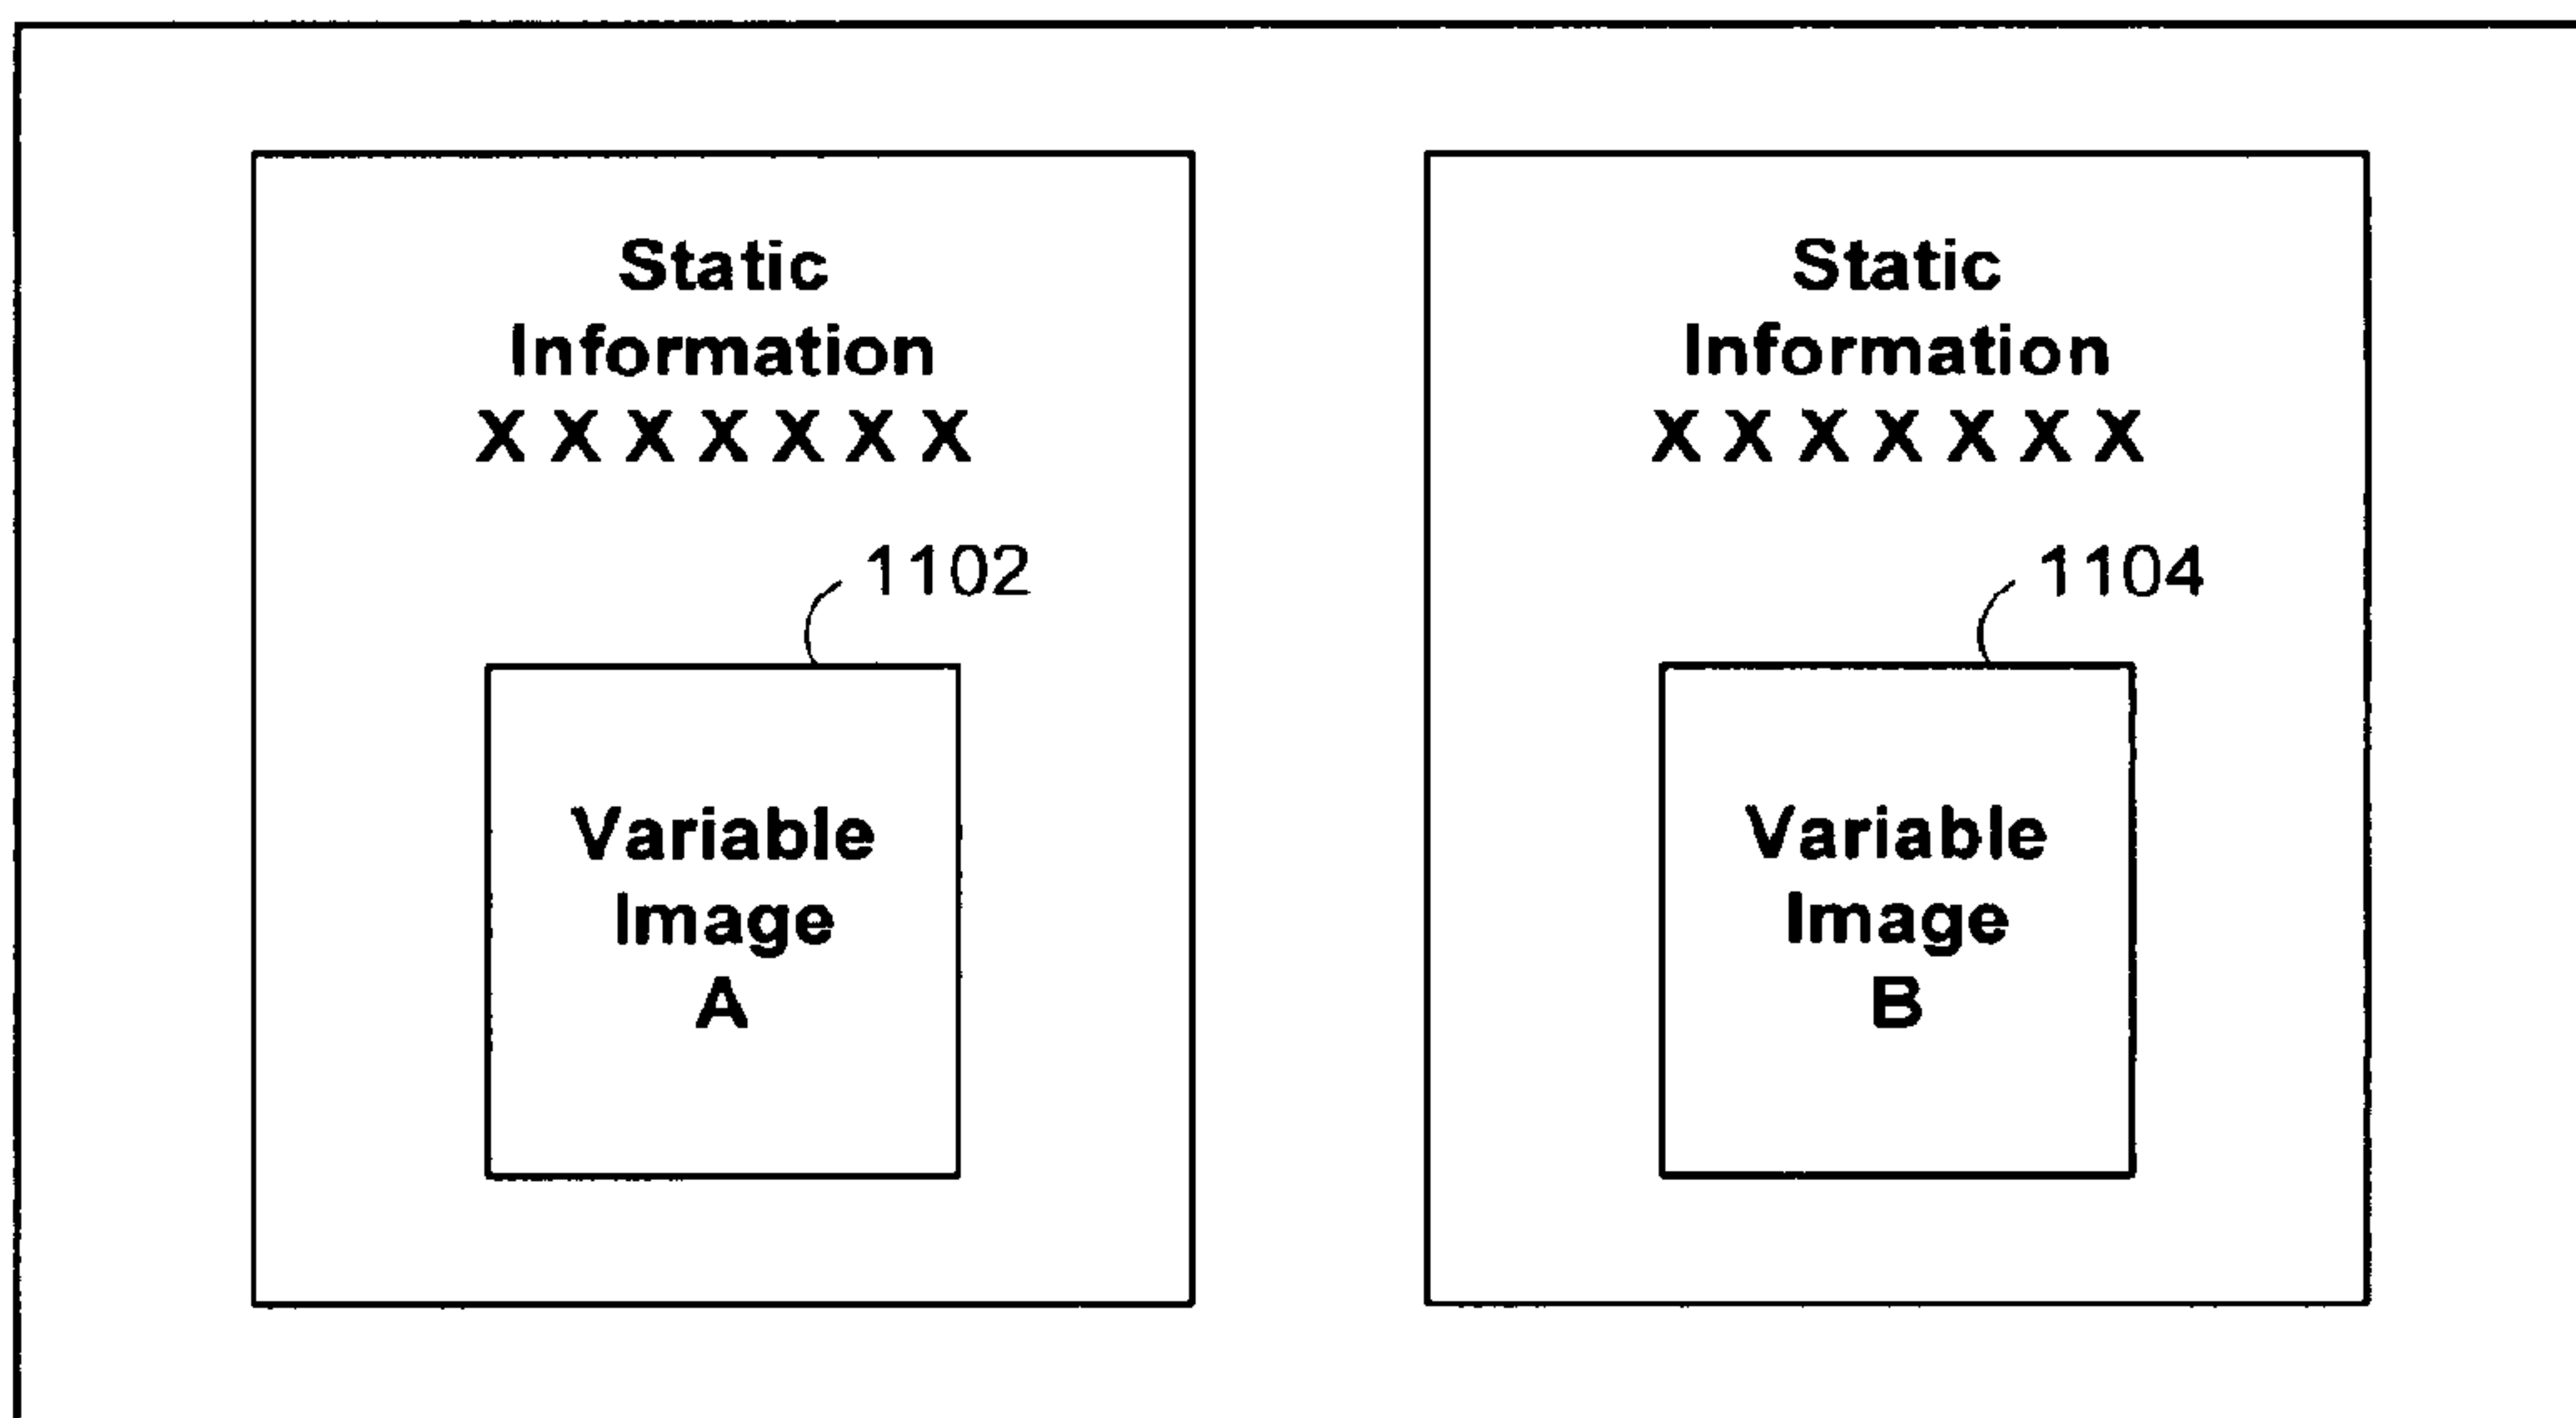 Static
Information
X X X X X X X
1102
Variable
Image
A
Static
Information
X X X X X X X
1104
Variable
Image
B